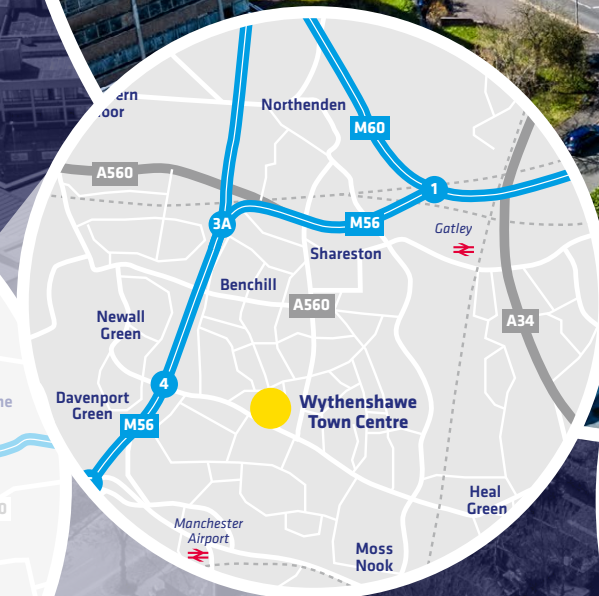 Northenden
M60
A560
1
3A
M56
Gatley
Shareston
Benchill
A560
Newall
Green
A34
4
Davenport
Green
M56
Wythenshawe
Town Centre
Heal
Green
Manchester
Airport
Moss
Nook